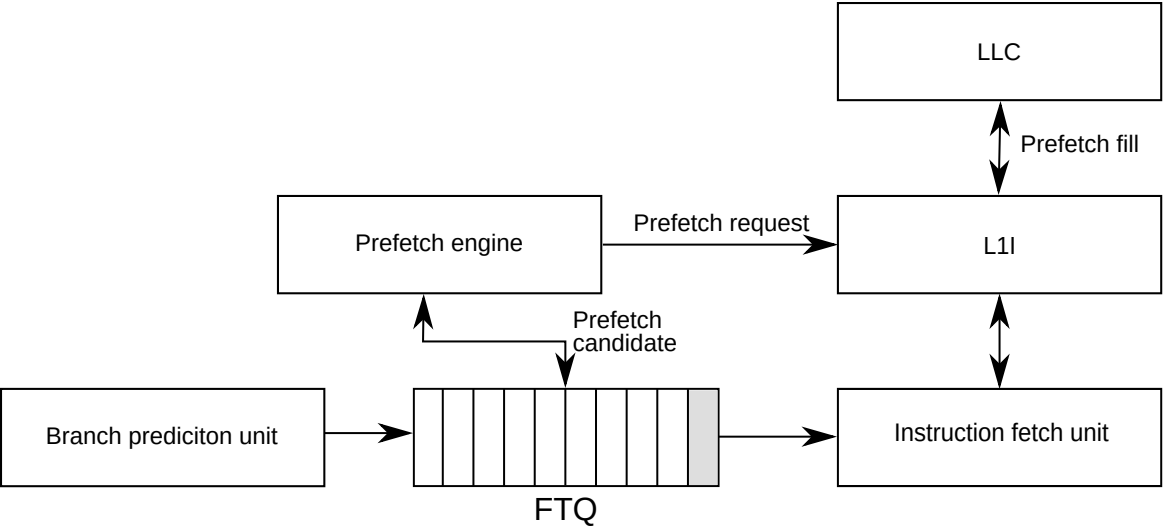 LLC
Prefetch fill
Prefetch request
Prefetch engine
L1I
Prefetch
candidate
Branch prediciton unit
Instruction fetch unit
FTQ